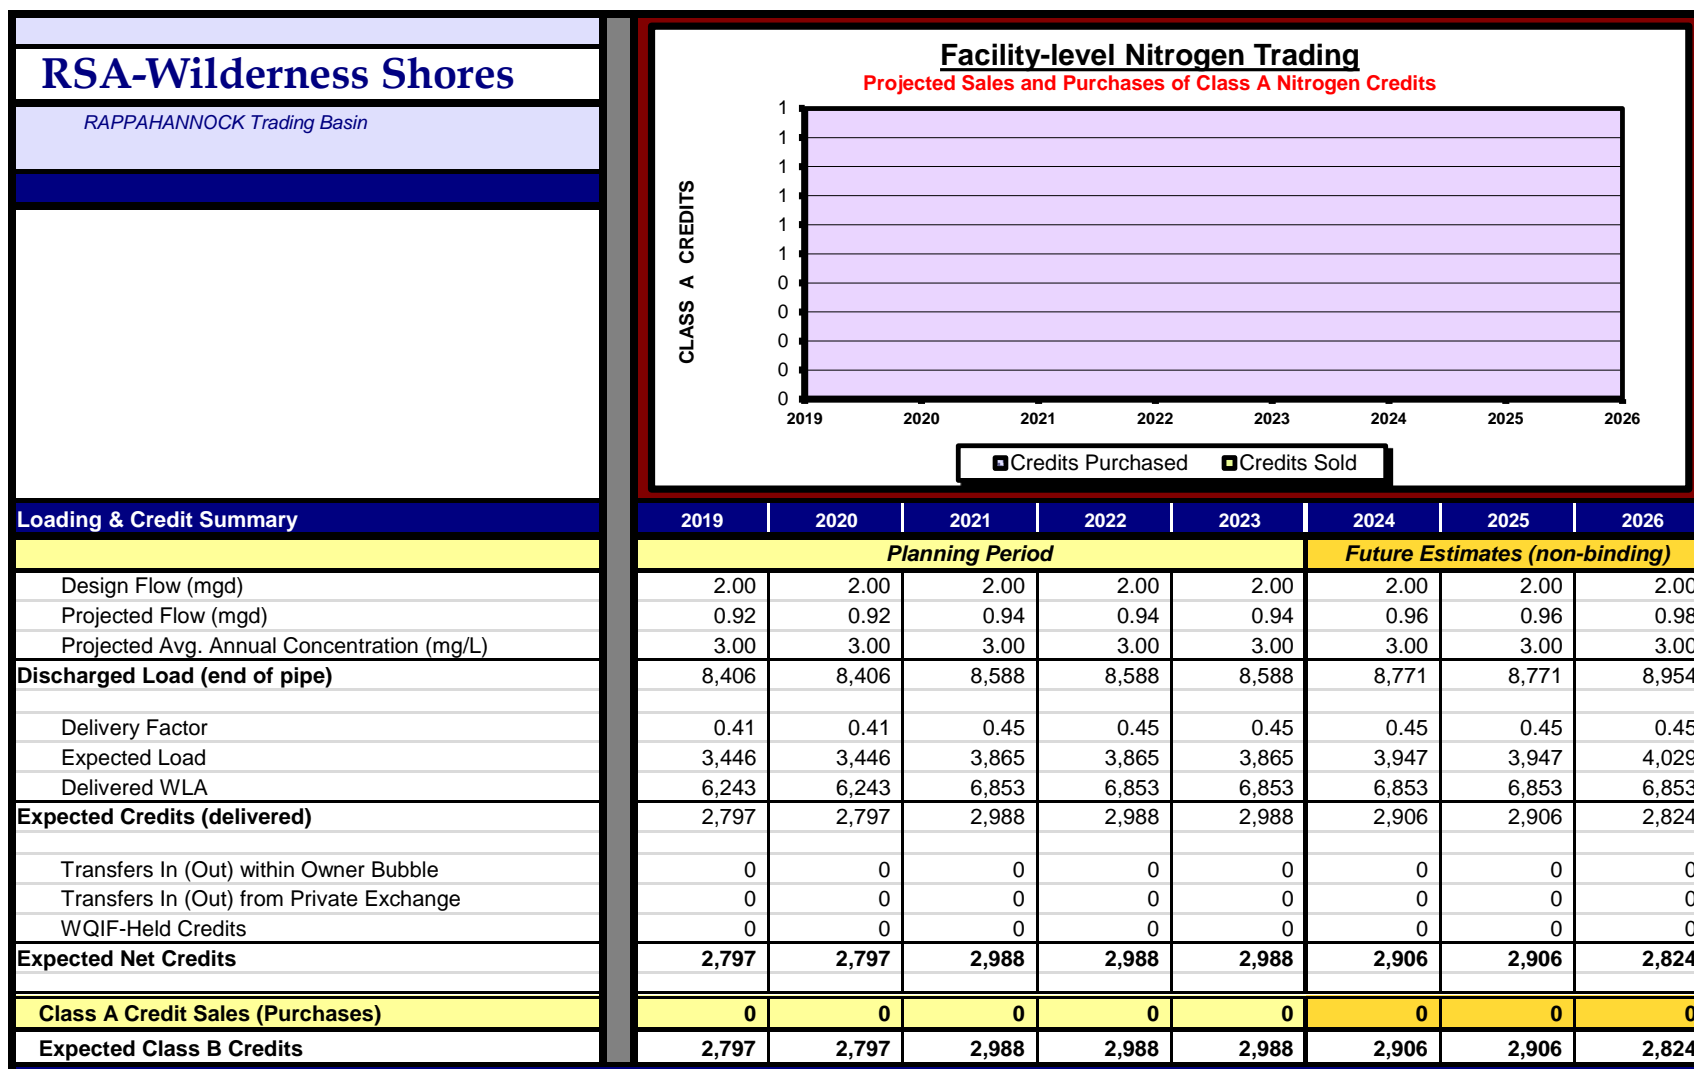 RSA-Wilderness Shores
RAPPAHANNOCK Trading Basin
Facility-level Nitrogen Trading
Projected Sales and Purchases of Class A Nitrogen Credits
CLASS A CREDITS
1
1
1
1
1
1
0
0
0
0
0
2019 2020 2021 2022 2023 2024 2025 2026
Credits Purchased Credits Sold
Loading & Credit Summary 2019 2020 2021 2022 2023 2024 2025 2026
Planning Period Future Estimates (non-binding)
Design Flow (mgd) 2.00 2.00 2.00 2.00 2.00 2.00 2.00 2.00
Projected Flow (mgd) 0.92 0.92 0.94 0.94 0.94 0.96 0.96 0.98
Projected Avg. Annual Concentration (mg/L) 3.00 3.00 3.00 3.00 3.00 3.00 3.00 3.00
Discharged Load (end of pipe) 8,406 8,406 8,588 8,588 8,588 8,771 8,771 8,954
Delivery Factor 0.41 0.41 0.45 0.45 0.45 0.45 0.45 0.45
Expected Load 3,446 3,446 3,865 3,865 3,865 3,947 3,947 4,029
Delivered WLA 6,243 6,243 6,853 6,853 6,853 6,853 6,853 6,853
Expected Credits (delivered) 2,797 2,797 2,988 2,988 2,988 2,906 2,906 2,824
Transfers In (Out) within Owner Bubble 0 0 0 0 0 0 0 0
Transfers In (Out) from Private Exchange 0 0 0 0 0 0 0 0
WQIF-Held Credits 0 0 0 0 0 0 0 0
Expected Net Credits 2,797 2,797 2,988 2,988 2,988 2,906 2,906 2,824
Class A Credit Sales (Purchases) 0 0 0 0 0 0 0 0
Expected Class B Credits 2,797 2,797 2,988 2,988 2,988 2,906 2,906 2,824